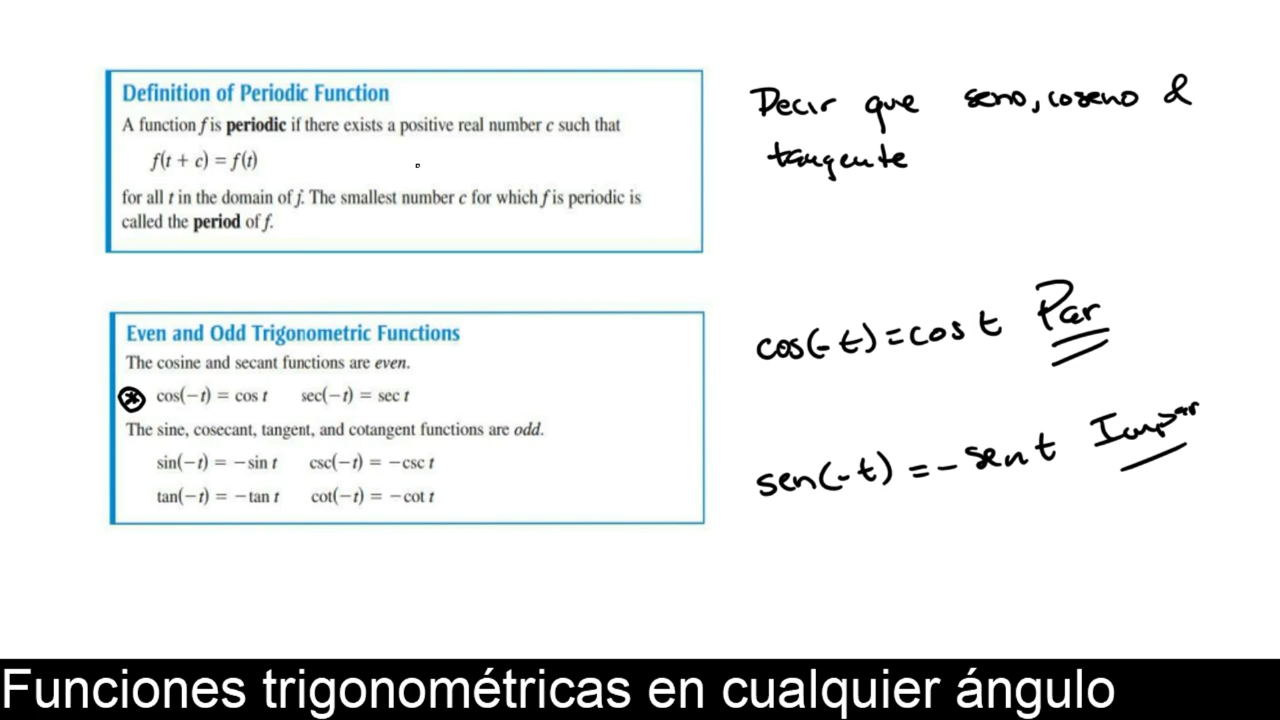 Definition of Periodic Function
A function f is periodic if there exists a positive real number c such that
f(t + c) = f(t)
for all t in the domain of f. The smallest number c for which f is periodic is
called the period of f.
Decir que seno, coseno &
tangente
Even and Odd Trigonometric Functions
The cosine and secant functions are even.
cos(−t) = cos t sec(−t) = sec t
The sine, cosecant, tangent, and cotangent functions are odd.
sin(−t) = −sin t csc(−t) = −csc t
tan(−t) = −tan t cot(−t) = −cot t
cos(-t)=cos t Par
sen(-t)=-sen t Impar
Funciones trigonométricas en cualquier ángulo